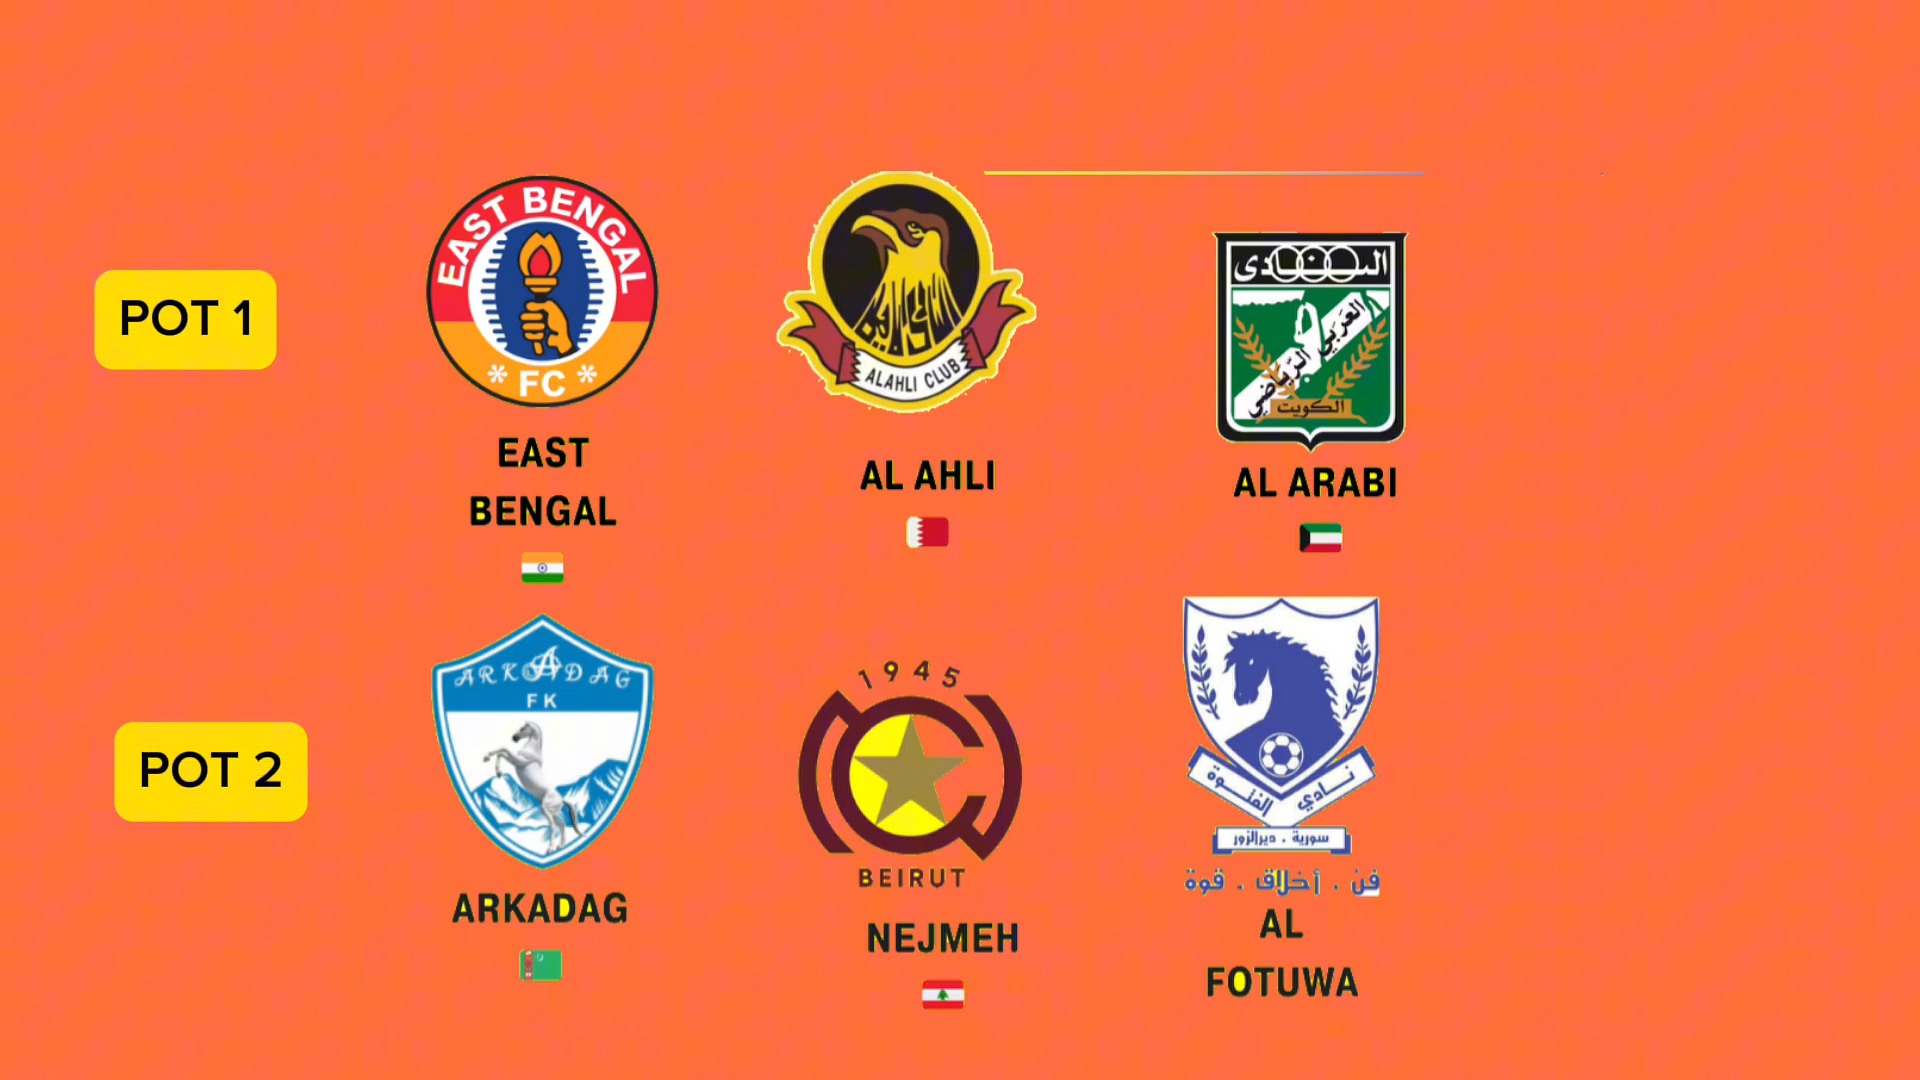 POT 1
EAST BENGAL
* FC *
EAST
BENGAL
ALAHLI CLUB
AL AHLI
النادى
العربي الرياضي
الكويت
AL ARABI
POT 2
ARKADAG
FK
ARKADAG
1945
BEIRUT
NEJMEH
نادي الفتوة
سورية . ديرالزور
فن . أخلاق . قوة
AL
FOTUWA